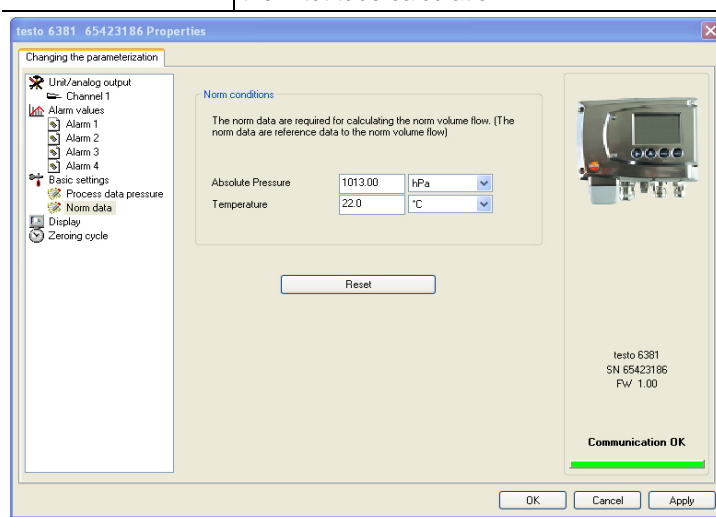 testo 6381 65423186 Properties
Changing the parameterization
Unit/analog output
Channel 1
Alarm values
Alarm 1
Alarm 2
Alarm 3
Alarm 4
Basic settings
Process data pressure
Norm data
Display
Zeroing cycle
Norm conditions
The norm data are required for calculating the norm volume flow. (The
norm data are reference data to the norm volume flow)
Absolute Pressure 1013.00 hPa
Temperature 22.0 °C
Reset
testo 6381
SN 65423186
FW 1.00
Communication OK
OK Cancel Apply